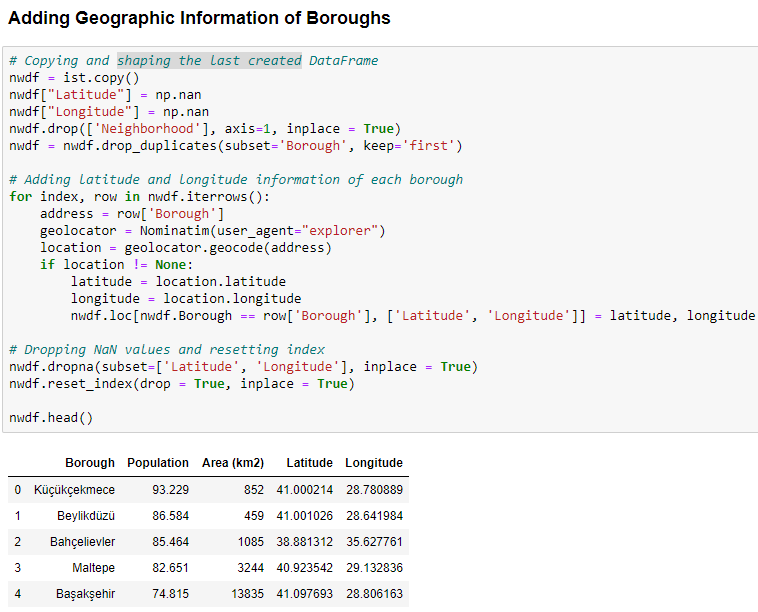 Adding Geographic Information of Boroughs
# Copying and shaping the last created DataFrame
nwdf = ist.copy()
nwdf["Latitude"] = np.nan
nwdf["Longitude"] = np.nan
nwdf.drop(['Neighborhood'], axis=1, inplace = True)
nwdf = nwdf.drop_duplicates(subset='Borough', keep='first')
# Adding latitude and longitude information of each borough
for index, row in nwdf.iterrows():
    address = row['Borough']
    geolocator = Nominatim(user_agent="explorer")
    location = geolocator.geocode(address)
    if location != None:
        latitude = location.latitude
        longitude = location.longitude
        nwdf.loc[nwdf.Borough == row['Borough'], ['Latitude', 'Longitude']] = latitude, longitude
# Dropping NaN values and resetting index
nwdf.dropna(subset=['Latitude', 'Longitude'], inplace = True)
nwdf.reset_index(drop = True, inplace = True)
nwdf.head()
Borough Population Area (km2) Latitude Longitude
0 Küçükçekmece 93.229 852 41.000214 28.780889
1 Beylikdüzü 86.584 459 41.001026 28.641984
2 Bahçelievler 85.464 1085 38.881312 35.627761
3 Maltepe 82.651 3244 40.923542 29.132836
4 Başakşehir 74.815 13835 41.097693 28.806163